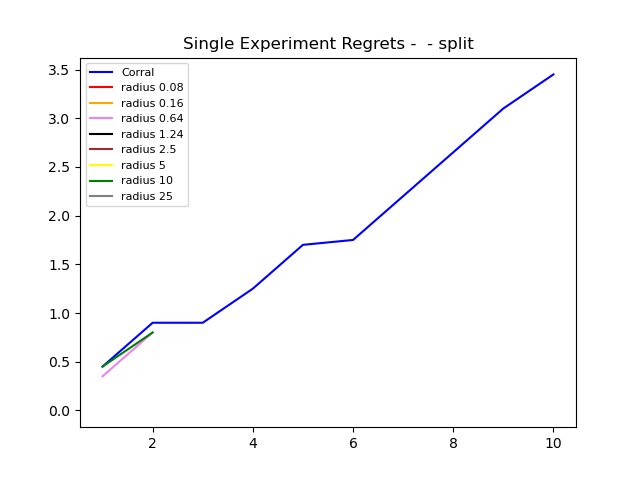 Single Experiment Regrets -  - split
3.5
3.0
2.5
2.0
1.5
1.0
0.5
0.0
Corral
radius 0.08
radius 0.16
radius 0.64
radius 1.24
radius 2.5
radius 5
radius 10
radius 25
2 4 6 8 10